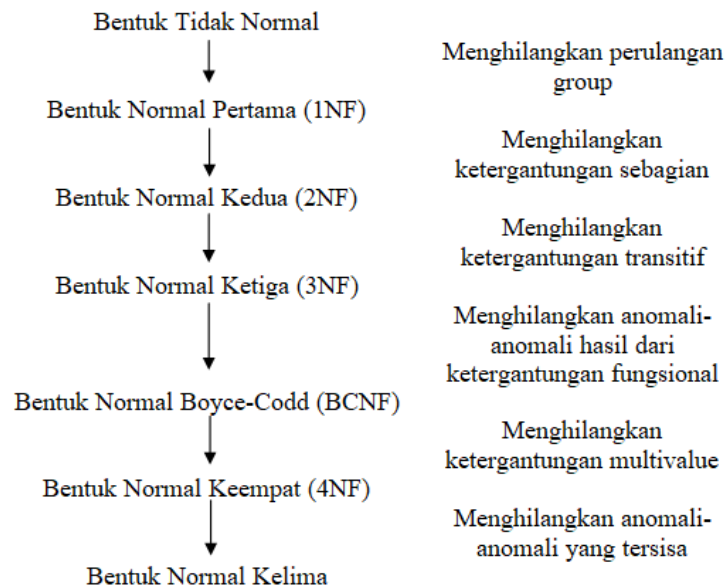 Bentuk Tidak Normal
Menghilangkan perulangan
group
Bentuk Normal Pertama (1NF)
Menghilangkan
ketergantungan sebagian
Bentuk Normal Kedua (2NF)
Menghilangkan
ketergantungan transitif
Bentuk Normal Ketiga (3NF)
Menghilangkan anomali-
anomali hasil dari
ketergantungan fungsional
Bentuk Normal Boyce-Codd (BCNF)
Menghilangkan
ketergantungan multivalue
Bentuk Normal Keempat (4NF)
Menghilangkan anomali-
anomali yang tersisa
Bentuk Normal Kelima